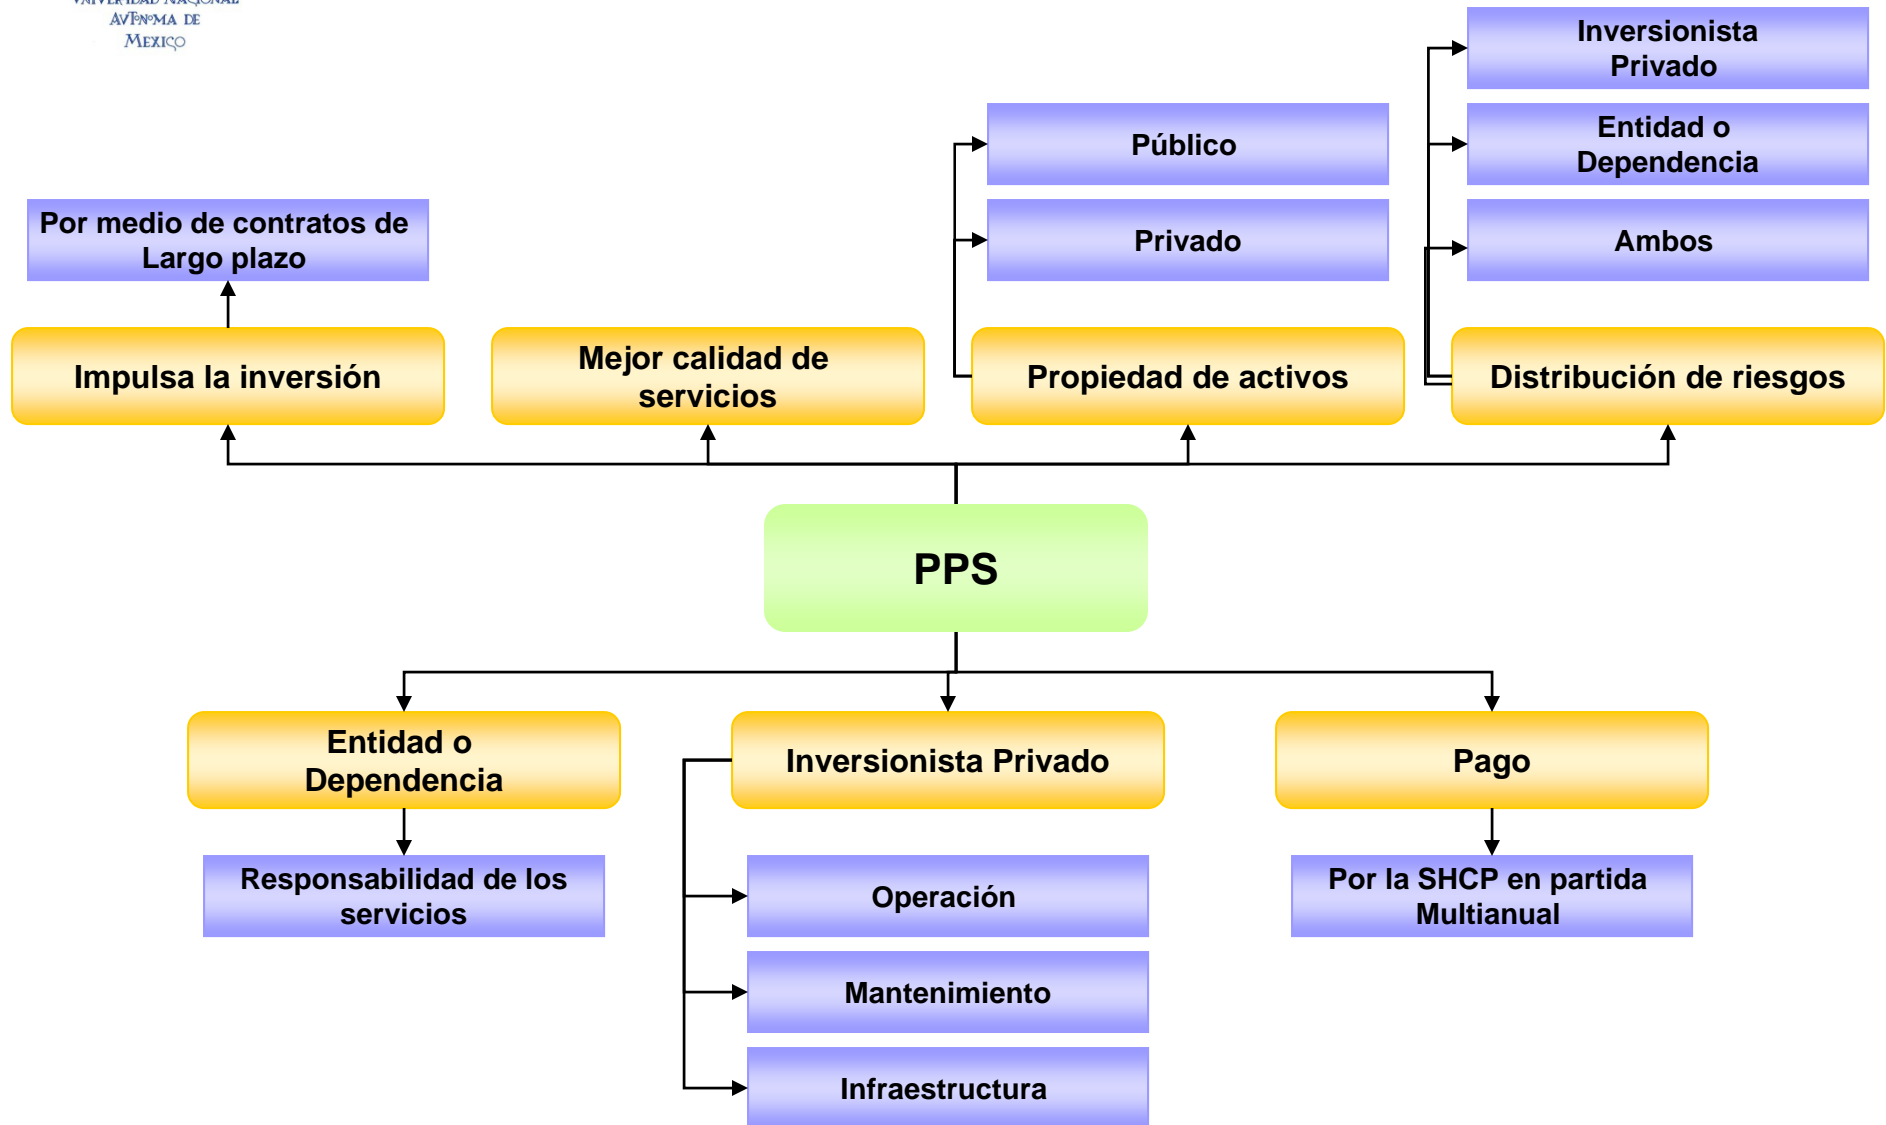 AVTоNоMA DE
MEXICO
Inversionista
Privado
Público
Entidad o
Dependencia
Por medio de contratos de
Largo plazo
Privado
Ambos
Impulsa la inversión
Mejor calidad de
servicios
Propiedad de activos
Distribución de riesgos
PPS
Entidad o
Dependencia
Inversionista Privado
Pago
Responsabilidad de los
servicios
Operación
Por la SHCP en partida
Multianual
Mantenimiento
Infraestructura